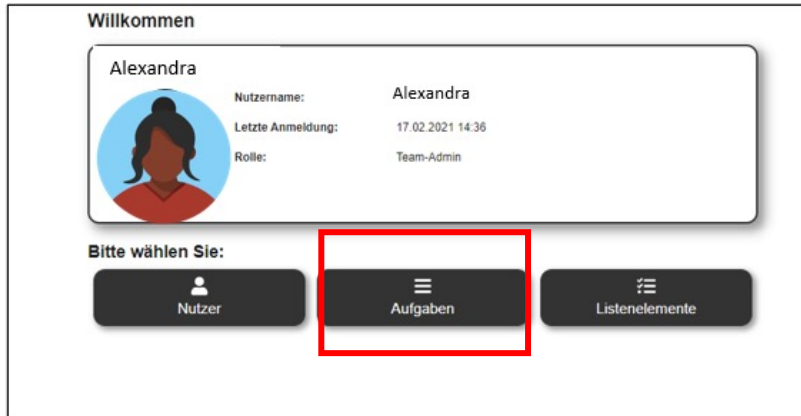 Willkommen
Alexandra
Nutzername: Alexandra
Letzte Anmeldung: 17.02.2021 14:36
Rolle: Team-Admin
Bitte wählen Sie:
Nutzer Aufgaben Listenelemente